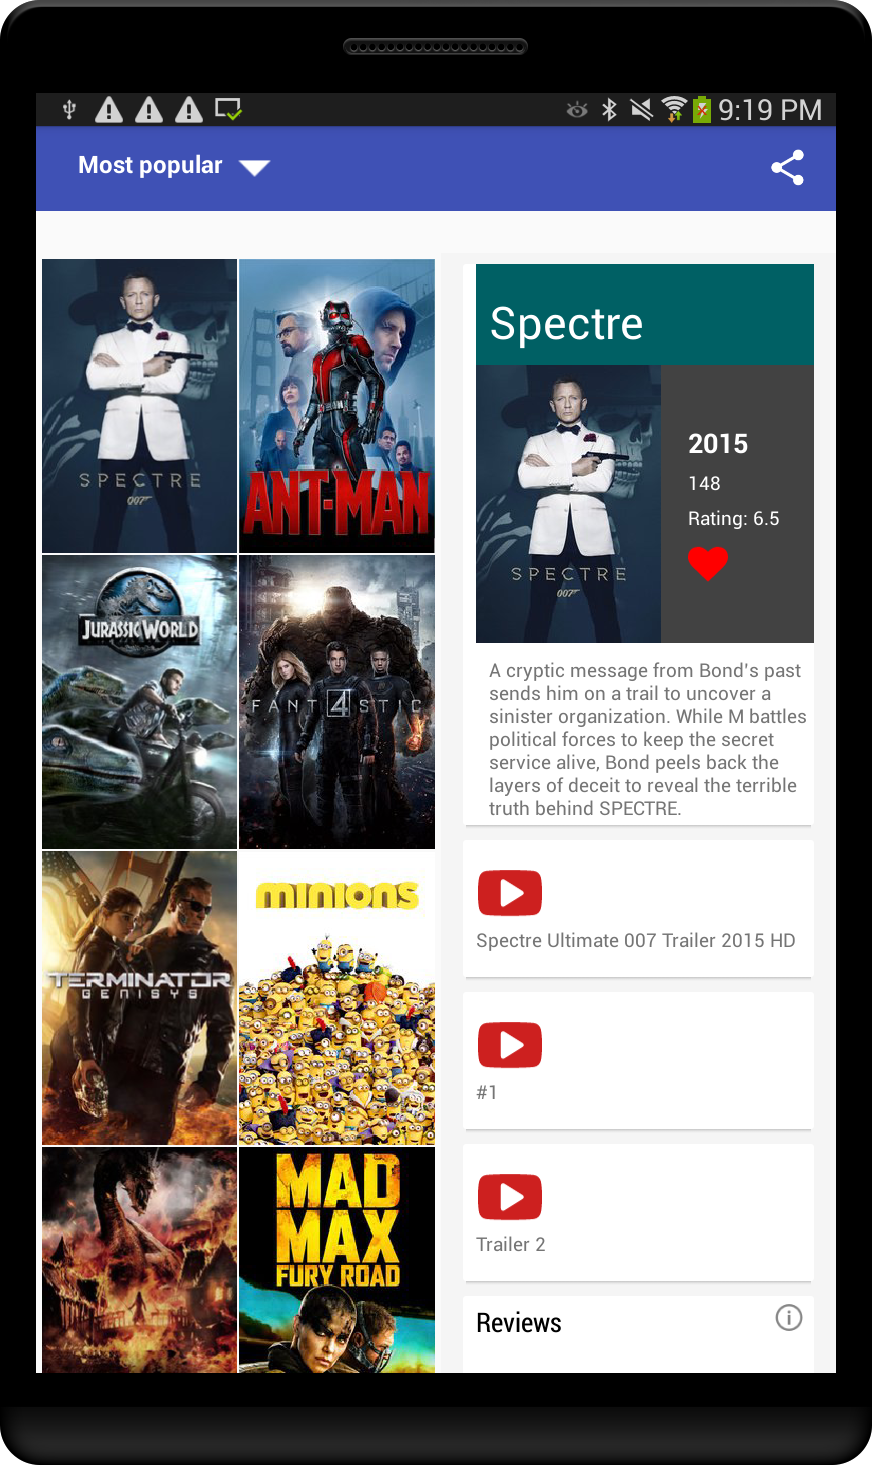 9:19 PM
Most popular
SPECTRE
007
ANT-MAN
JURASSIC WORLD
FANT4STIC
TERMINATOR
GENISYS
minions
MAD
MAX
FURY ROAD
Spectre
SPECTRE
007
2015
148
Rating: 6.5
A cryptic message from Bond's past
sends him on a trail to uncover a
sinister organization. While M battles
political forces to keep the secret
service alive, Bond peels back the
layers of deceit to reveal the terrible
truth behind SPECTRE.
Spectre Ultimate 007 Trailer 2015 HD
#1
Trailer 2
Reviews